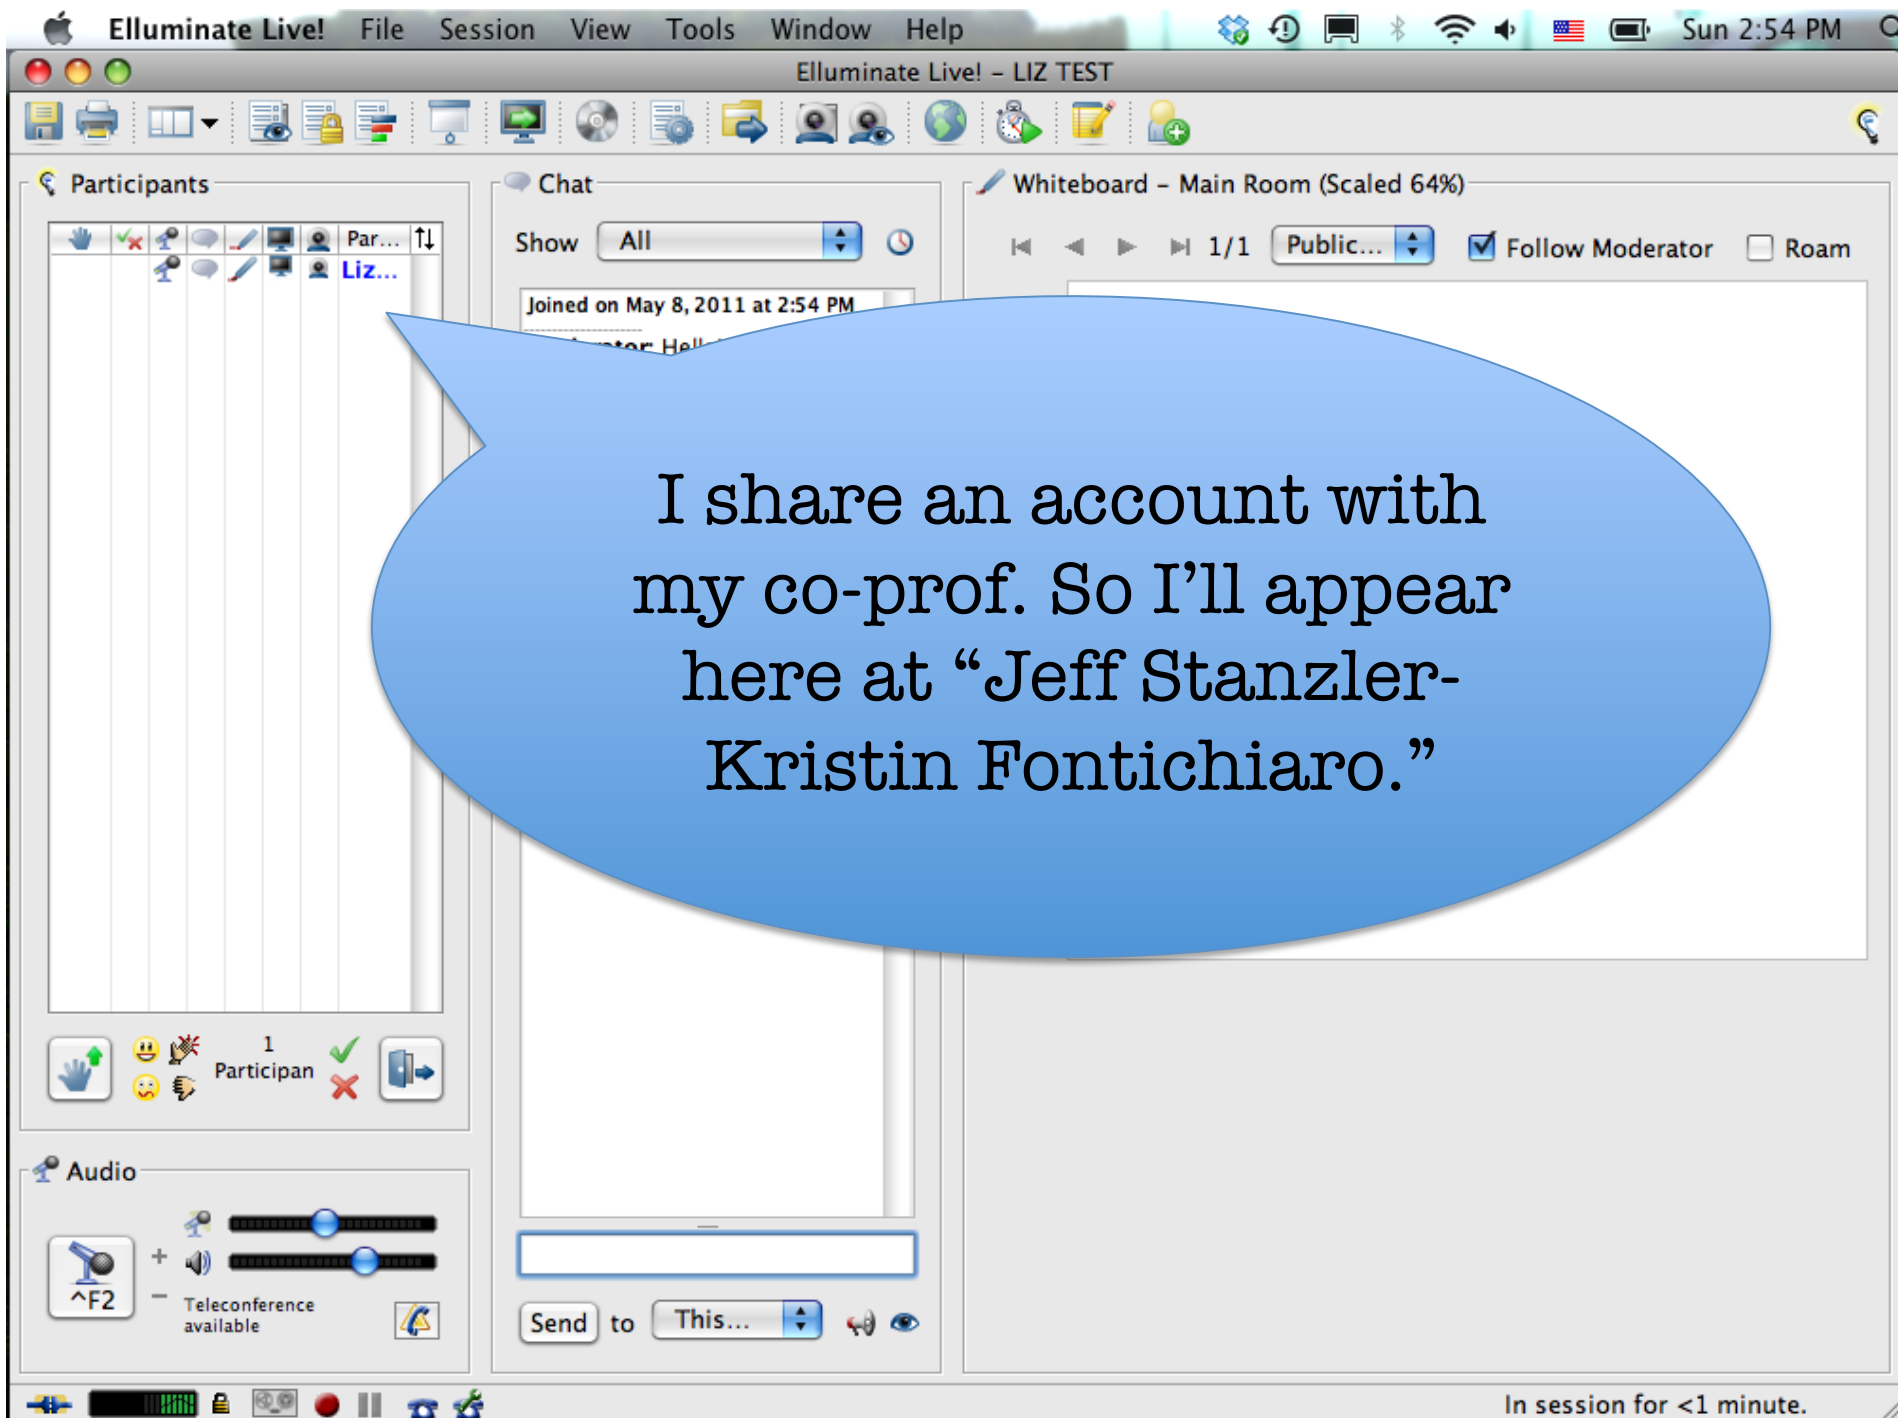 Elluminate Live! File Session View Tools Window Help Sun 2:54 PM
Elluminate Live! – LIZ TEST
Participants
Par...
Liz...
1
Participan
Audio
^F2
+
–
Teleconference
available
Chat
Show All
Joined on May 8, 2011 at 2:54 PM
Send to This...
Whiteboard – Main Room (Scaled 64%)
1/1 Public... Follow Moderator Roam
I share an account with
my co-prof. So I’ll appear
here at “Jeff Stanzler-
Kristin Fontichiaro.”
In session for <1 minute.